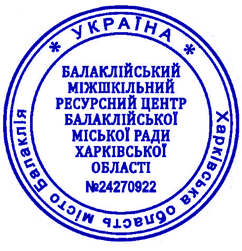 * УКРАЇНА *
Харківська область місто Балаклія
БАЛАКЛІЙСЬКИЙ
МІЖШКІЛЬНИЙ
РЕСУРСНИЙ ЦЕНТР
БАЛАКЛІЙСЬКОЇ
МІСЬКОЇ РАДИ
ХАРКІВСЬКОЇ
ОБЛАСТІ
№24270922